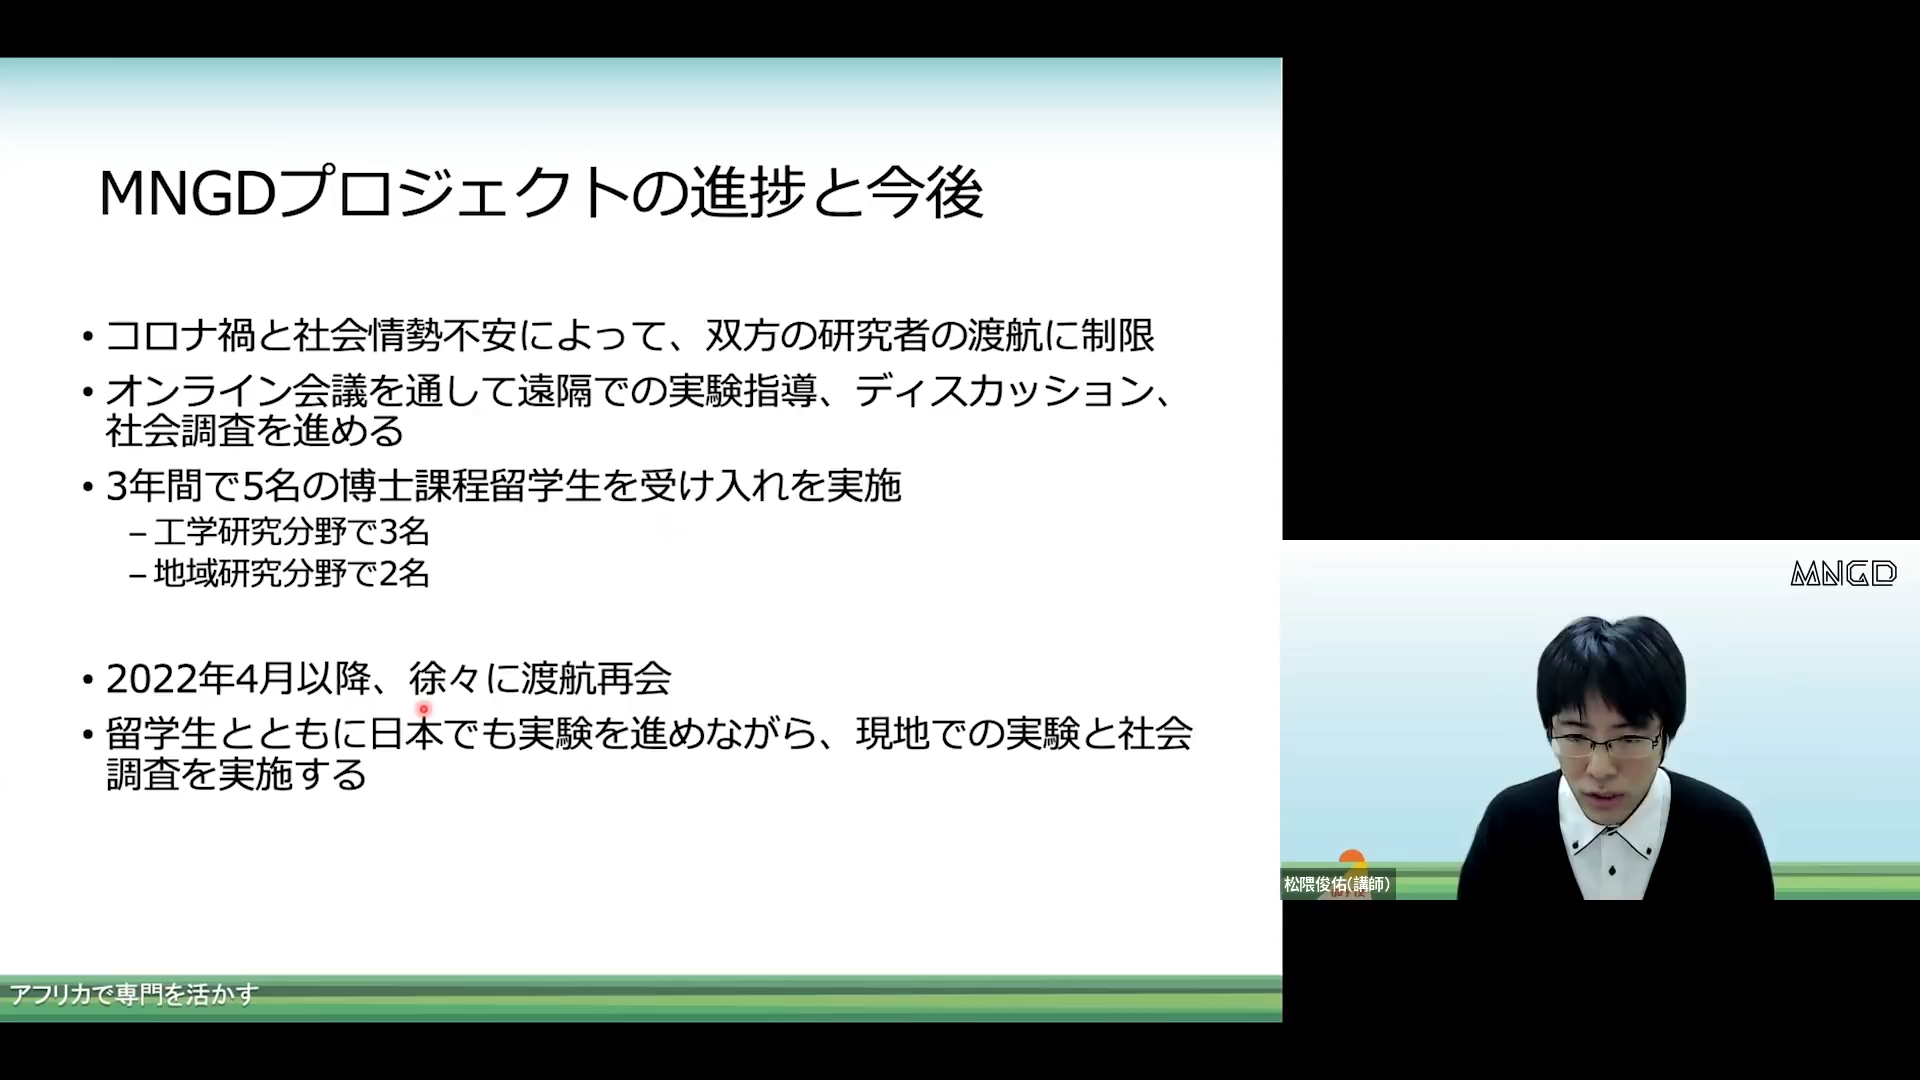 MNGDプロジェクトの進捗と今後
• コロナ禍と社会情勢不安によって、双方の研究者の渡航に制限
• オンライン会議を通して遠隔での実験指導、ディスカッション、
社会調査を進める
• 3年間で5名の博士課程留学生を受け入れを実施
– 工学研究分野で3名
– 地域研究分野で2名
• 2022年4月以降、徐々に渡航再会
• 留学生とともに日本でも実験を進めながら、現地での実験と社会
調査を実施する
アフリカで専門を活かす
MNGD
松隈俊佑(講師)